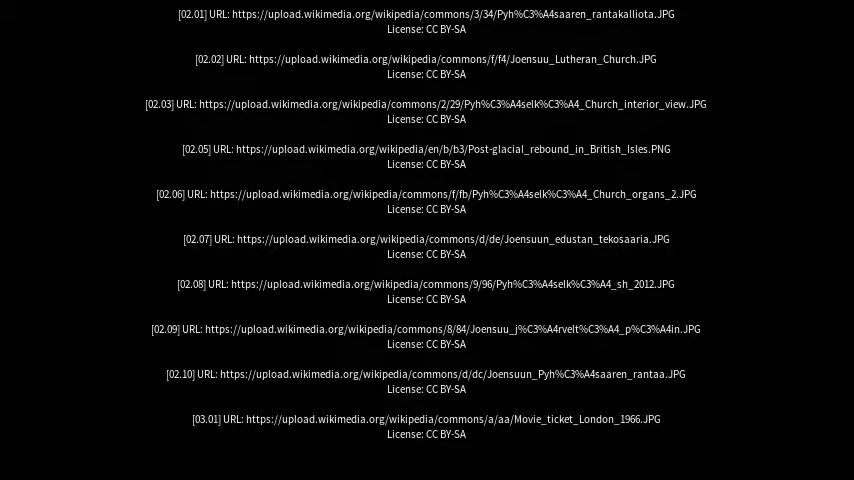 [02.01] URL: https://upload.wikimedia.org/wikipedia/commons/3/34/Pyh%C3%A4saaren_rantakalliota.JPG
License: CC BY-SA
[02.02] URL: https://upload.wikimedia.org/wikipedia/commons/f/f4/Joensuu_Lutheran_Church.JPG
License: CC BY-SA
[02.03] URL: https://upload.wikimedia.org/wikipedia/commons/2/29/Pyh%C3%A4selk%C3%A4_Church_interior_view.JPG
License: CC BY-SA
[02.05] URL: https://upload.wikimedia.org/wikipedia/en/b/b3/Post-glacial_rebound_in_British_Isles.PNG
License: CC BY-SA
[02.06] URL: https://upload.wikimedia.org/wikipedia/commons/f/fb/Pyh%C3%A4selk%C3%A4_Church_organs_2.JPG
License: CC BY-SA
[02.07] URL: https://upload.wikimedia.org/wikipedia/commons/d/de/Joensuun_edustan_tekosaaria.JPG
License: CC BY-SA
[02.08] URL: https://upload.wikimedia.org/wikipedia/commons/9/96/Pyh%C3%A4selk%C3%A4_sh_2012.JPG
License: CC BY-SA
[02.09] URL: https://upload.wikimedia.org/wikipedia/commons/8/84/Joensuu_j%C3%A4rvelt%C3%A4_p%C3%A4in.JPG
License: CC BY-SA
[02.10] URL: https://upload.wikimedia.org/wikipedia/commons/d/dc/Joensuun_Pyh%C3%A4saaren_rantaa.JPG
License: CC BY-SA
[03.01] URL: https://upload.wikimedia.org/wikipedia/commons/a/aa/Movie_ticket_London_1966.JPG
License: CC BY-SA